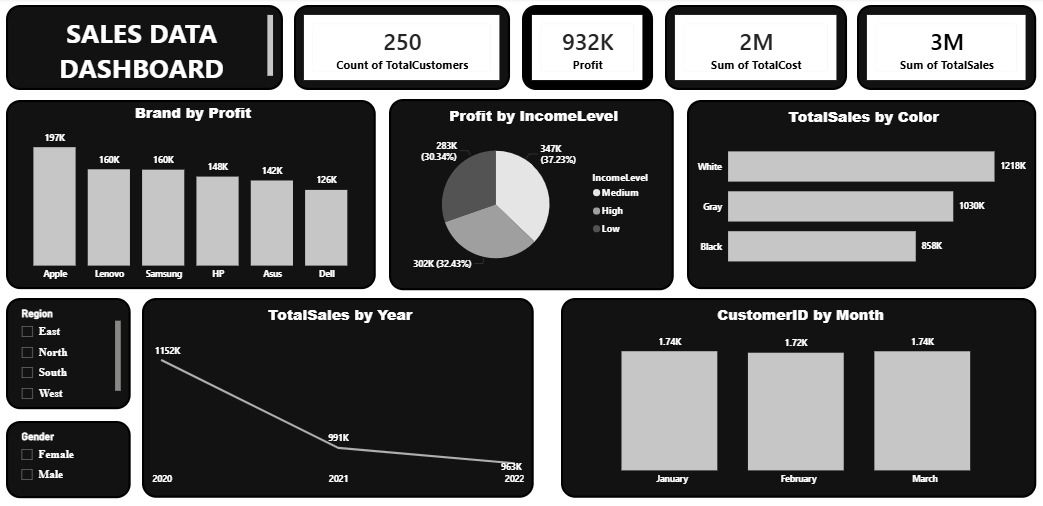 SALES DATA
DASHBOARD
250
Count of TotalCustomers
932K
Profit
2M
Sum of TotalCost
3M
Sum of TotalSales
Brand by Profit
197K
160K
160K
148K
142K
126K
Apple
Lenovo
Samsung
HP
Asus
Dell
Profit by IncomeLevel
283K
(30.34%)
347K
(37.23%)
302K (32.43%)
IncomeLevel
Medium
High
Low
TotalSales by Color
White
1218K
Gray
1030K
Black
858K
Region
East
North
South
West
Gender
Female
Male
TotalSales by Year
1152K
991K
963K
2020
2021
2022
CustomerID by Month
1.74K
1.72K
1.74K
January
February
March